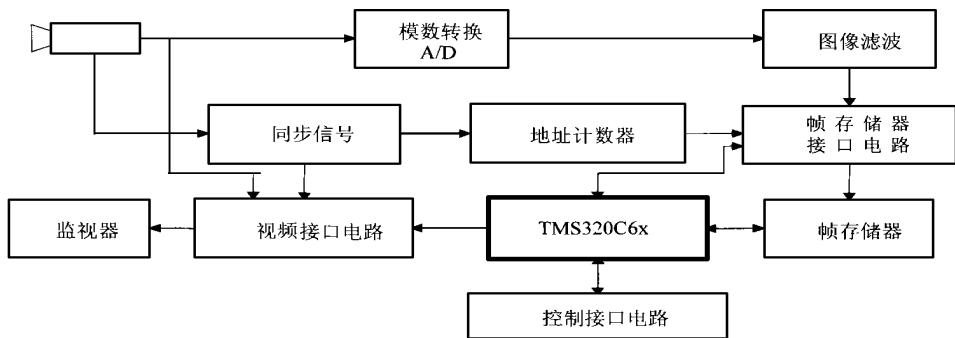 模数转换
A/D
图像滤波
同步信号
地址计数器
帧存储器
接口电路
监视器
视频接口电路
TMS320C6x
帧存储器
控制接口电路